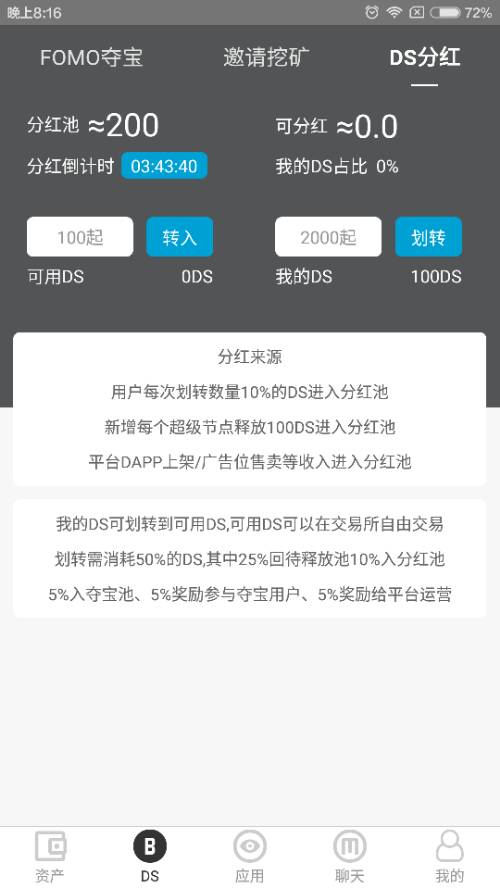 晚上8:16
72%
FOMO夺宝 邀请挖矿 DS分红
分红池 ≈200 可分红 ≈0.0
分红倒计时 03:43:40 我的DS占比 0%
100起 转入 2000起 划转
可用DS 0DS 我的DS 100DS
分红来源
用户每次划转数量10%的DS进入分红池
新增每个超级节点释放100DS进入分红池
平台DAPP上架/广告位售卖等收入进入分红池
我的DS可划转到可用DS,可用DS可以在交易所自由交易
划转需消耗50%的DS,其中25%回待释放池10%入分红池
5%入夺宝池、5%奖励参与夺宝用户、5%奖励给平台运营
资产 DS 应用 聊天 我的